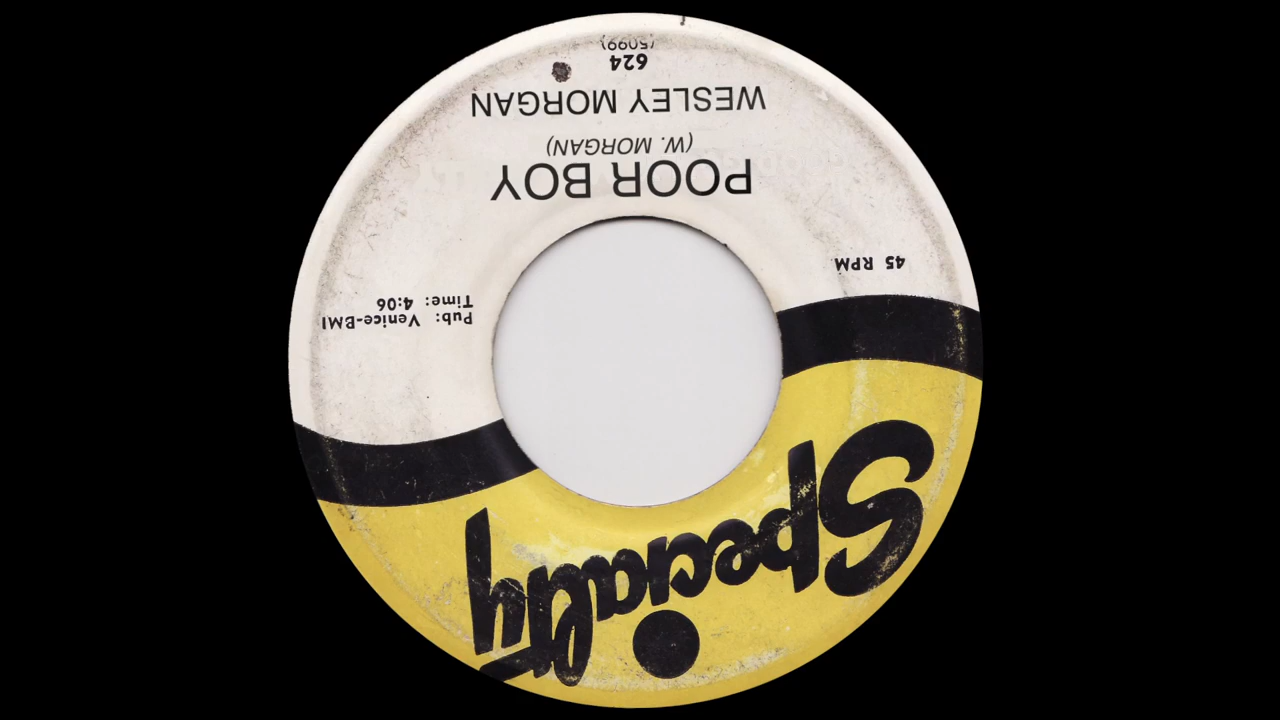 Specialty
45 RPM
Pub: Venice-BMI
Time: 4:06
POOR BOY
(W. MORGAN)
WESLEY MORGAN
624
(5099)